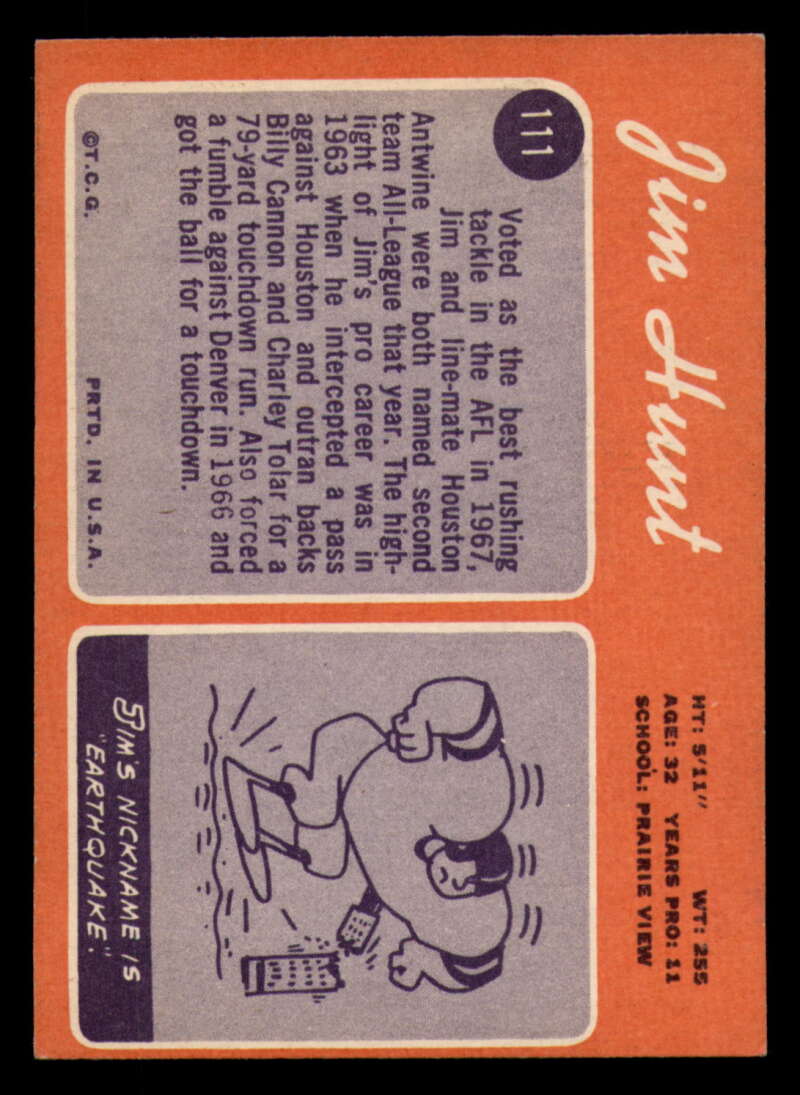 Jim Hunt
HT: 5'11" WT: 255
AGE: 32 YEARS PRO: 11
SCHOOL: PRAIRIE VIEW
111
Voted as the best rushing
tackle in the AFL in 1967,
Jim and line-mate Houston
Antwine were both named second
team All-League that year. The high-
light of Jim's pro career was in
1963 when he intercepted a pass
against Houston and outran backs
Billy Cannon and Charley Tolar for a
79-yard touchdown run. Also forced
a fumble against Denver in 1966 and
got the ball for a touchdown.
©T.C.G. PRTD. IN U.S.A.
JIM'S NICKNAME IS
"EARTHQUAKE".